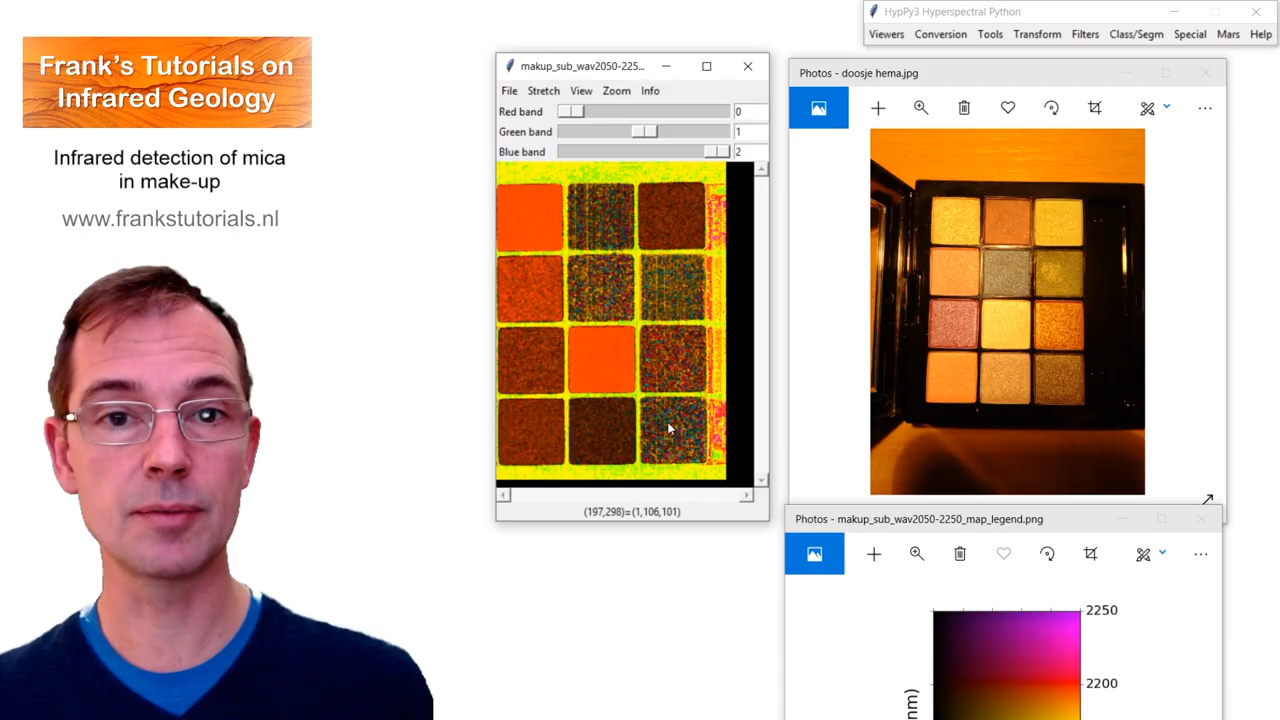 Frank's Tutorials on
Infrared Geology
Infrared detection of mica
in make-up
www.frankstutorials.nl
HypPy3 Hyperspectral Python
Viewers Conversion Tools Transform Filters Class/Segm Special Mars Help
makup_sub_wav2050-225...
File Stretch View Zoom Info
Red band 0
Green band 1
Blue band 2
(197,298)=(1,106,101)
Photos - doosje hema.jpg
Photos - makup_sub_wav2050-2250_map_legend.png
2250
2200
nm)